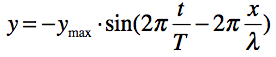 y = −y_max · sin(2π t/T − 2π x/λ)